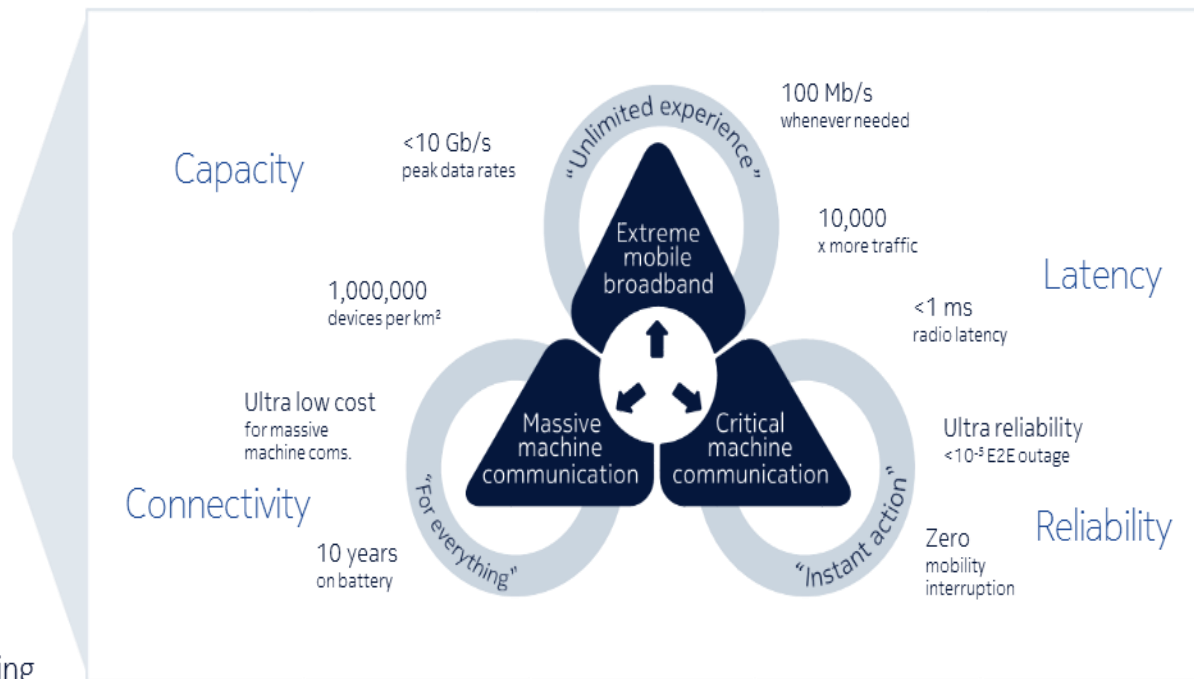 100 Mb/s
whenever needed
"Unlimited experience"
<10 Gb/s
peak data rates
Capacity
10,000
x more traffic
Extreme
mobile
broadband
Latency
1,000,000
devices per km²
<1 ms
radio latency
Ultra low cost
for massive
machine coms.
Massive
machine
communication
Critical
machine
communication
Ultra reliability
<10⁻⁵ E2E outage
Connectivity
"For everything"
"Instant action"
Reliability
10 years
on battery
Zero
mobility
interruption
ing